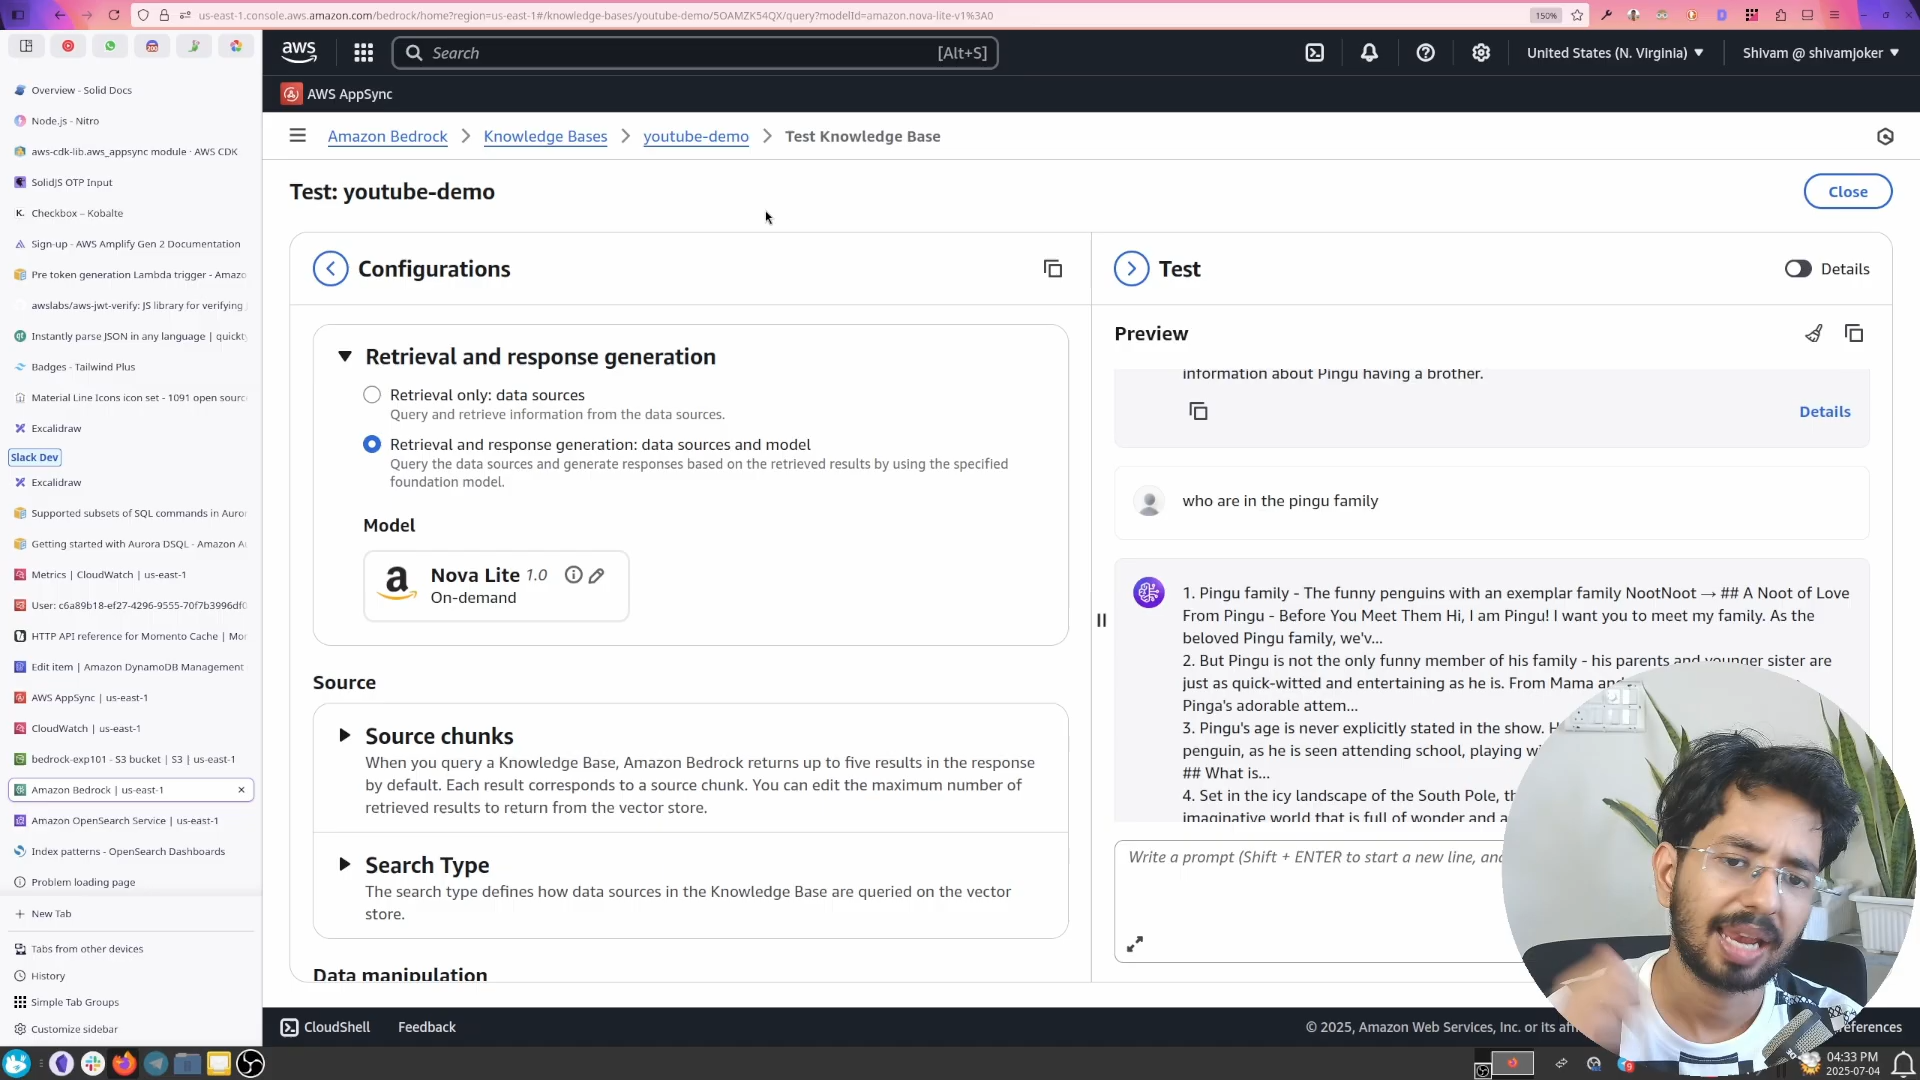 us-east-1.console.aws.amazon.com/bedrock/home?region=us-east-1#/knowledge-bases/youtube-demo/5OAMZK54QX/query?modelId=amazon.nova-lite-v1%3A0
150%
Overview - Solid Docs
Node.js - Nitro
aws-cdk-lib.aws_appsync module · AWS CDK
SolidJS OTP Input
Checkbox – Kobalte
Sign-up - AWS Amplify Gen 2 Documentation
Pre token generation Lambda trigger - Amazo
awslabs/aws-jwt-verify: JS library for verifying
Instantly parse JSON in any language | quickty
Badges - Tailwind Plus
Material Line Icons icon set - 1091 open sourc
Excalidraw
Slack Dev
Excalidraw
Supported subsets of SQL commands in Auror
Getting started with Aurora DSQL - Amazon Au
Metrics | CloudWatch | us-east-1
User: c6a89b18-ef27-4296-9555-70f7b3996df0
HTTP API reference for Momento Cache | Mom
Edit item | Amazon DynamoDB Management
AWS AppSync | us-east-1
CloudWatch | us-east-1
bedrock-exp101 - S3 bucket | S3 | us-east-1
Amazon Bedrock | us-east-1
Amazon OpenSearch Service | us-east-1
Index patterns - OpenSearch Dashboards
Problem loading page
New Tab
Tabs from other devices
History
Simple Tab Groups
Customize sidebar
aws
Search
[Alt+S]
United States (N. Virginia)
Shivam @ shivamjoker
AWS AppSync
Amazon Bedrock
Knowledge Bases
youtube-demo
Test Knowledge Base
Test: youtube-demo
Close
Configurations
Retrieval and response generation
Retrieval only: data sources
Query and retrieve information from the data sources.
Retrieval and response generation: data sources and model
Query the data sources and generate responses based on the retrieved results by using the specified
foundation model.
Model
a
Nova Lite 1.0
On-demand
Source
Source chunks
When you query a Knowledge Base, Amazon Bedrock returns up to five results in the response
by default. Each result corresponds to a source chunk. You can edit the maximum number of
retrieved results to return from the vector store.
Search Type
The search type defines how data sources in the Knowledge Base are queried on the vector
store.
Data manipulation
Test
Details
Preview
information about Pingu having a brother.
Details
who are in the pingu family
1. Pingu family - The funny penguins with an exemplar family NootNoot → ## A Noot of Love
From Pingu - Before You Meet Them Hi, I am Pingu! I want you to meet my family. As the
beloved Pingu family, we'v...
2. But Pingu is not the only funny member of his family - his parents and younger sister are
just as quick-witted and entertaining as he is. From Mama and
Pinga's adorable attem...
3. Pingu's age is never explicitly stated in the show. H
penguin, as he is seen attending school, playing wi
## What is...
4. Set in the icy landscape of the South Pole, th
imaginative world that is full of wonder and a
Write a prompt (Shift + ENTER to start a new line, and
CloudShell
Feedback
© 2025, Amazon Web Services, Inc. or its aff
references
04:33 PM
2025-07-04